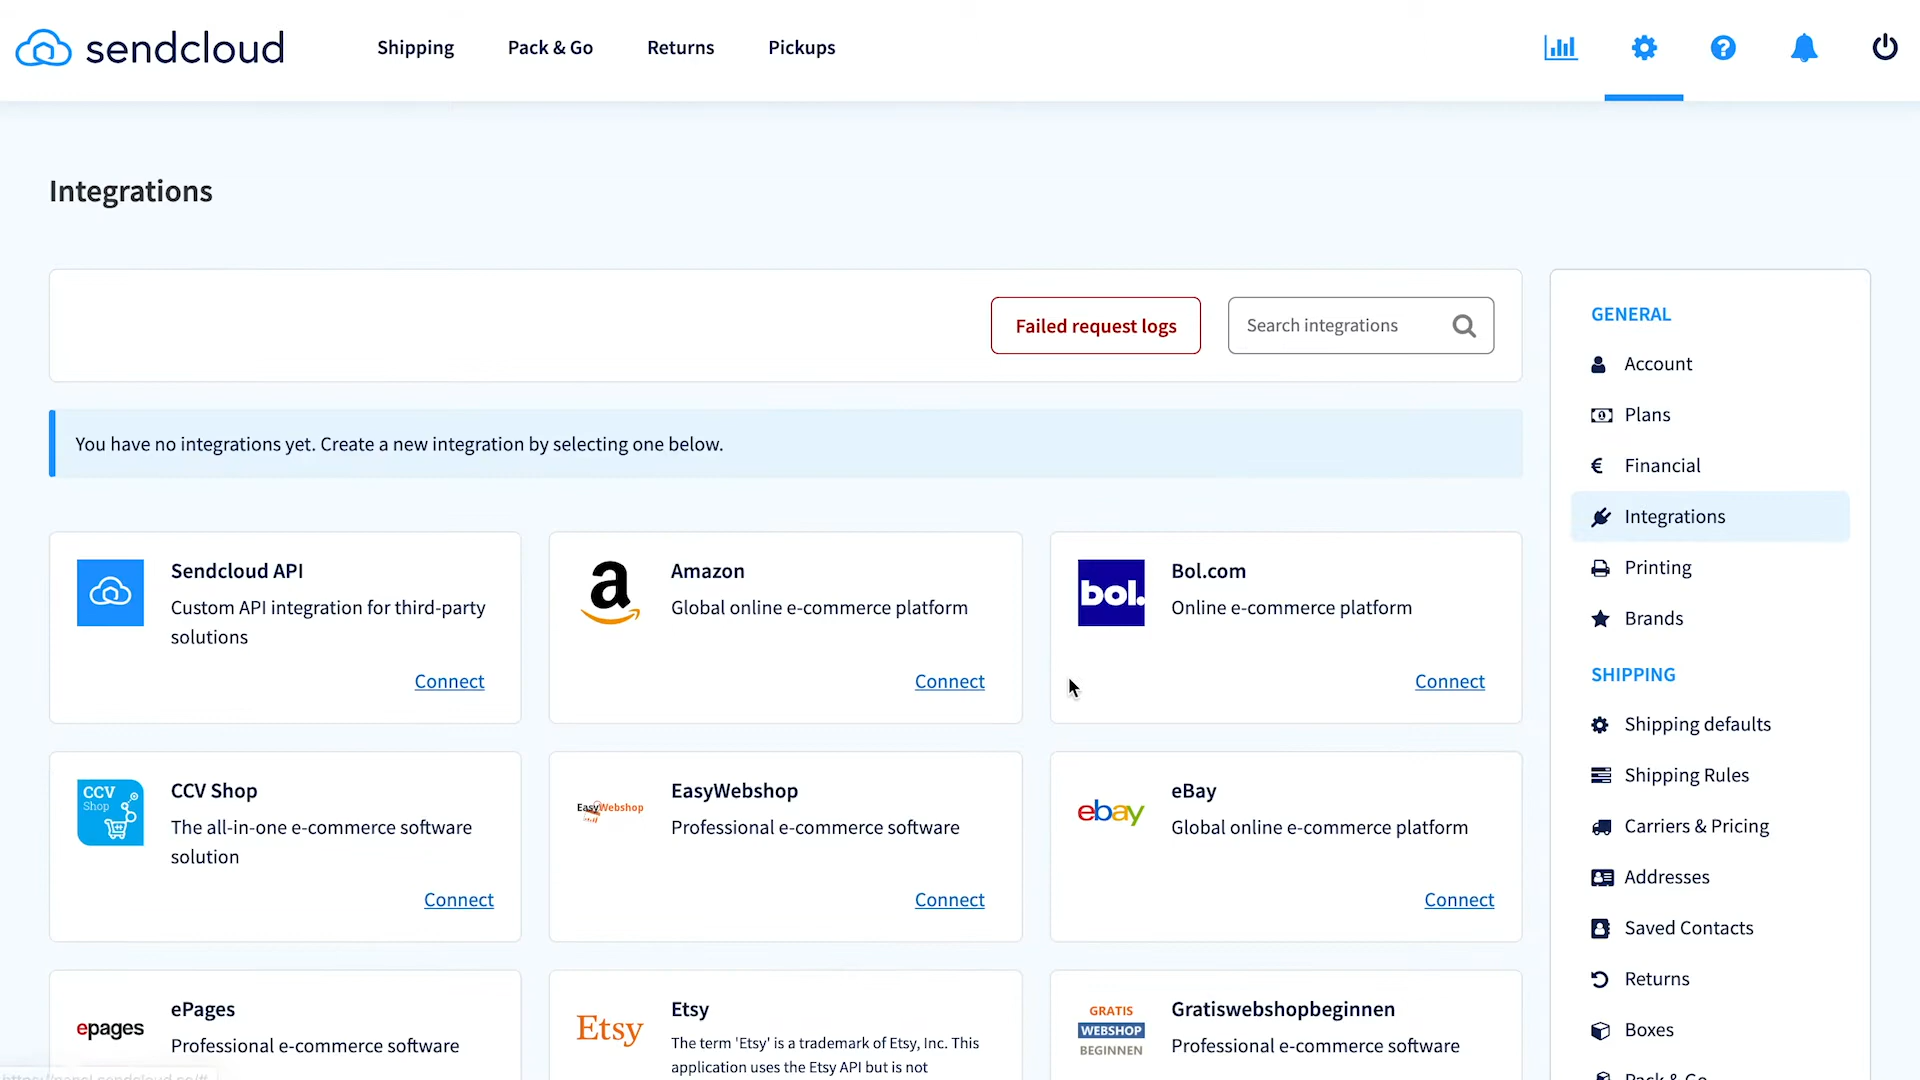 sendcloud
Shipping
Pack & Go
Returns
Pickups
Integrations
Failed request logs
Search integrations
You have no integrations yet. Create a new integration by selecting one below.
Sendcloud API
Custom API integration for third-party
solutions
Connect
a
Amazon
Global online e-commerce platform
Connect
bol.
Bol.com
Online e-commerce platform
Connect
CCV
Shop
CCV Shop
The all-in-one e-commerce software
solution
Connect
EasyWebshop
EasyWebshop
Professional e-commerce software
Connect
ebay
eBay
Global online e-commerce platform
Connect
epages
ePages
Professional e-commerce software
Etsy
Etsy
The term 'Etsy' is a trademark of Etsy, Inc. This
application uses the Etsy API but is not
GRATIS
WEBSHOP
BEGINNEN
Gratiswebshopbeginnen
Professional e-commerce software
GENERAL
Account
Plans
Financial
Integrations
Printing
Brands
SHIPPING
Shipping defaults
Shipping Rules
Carriers & Pricing
Addresses
Saved Contacts
Returns
Boxes
Pack & Go